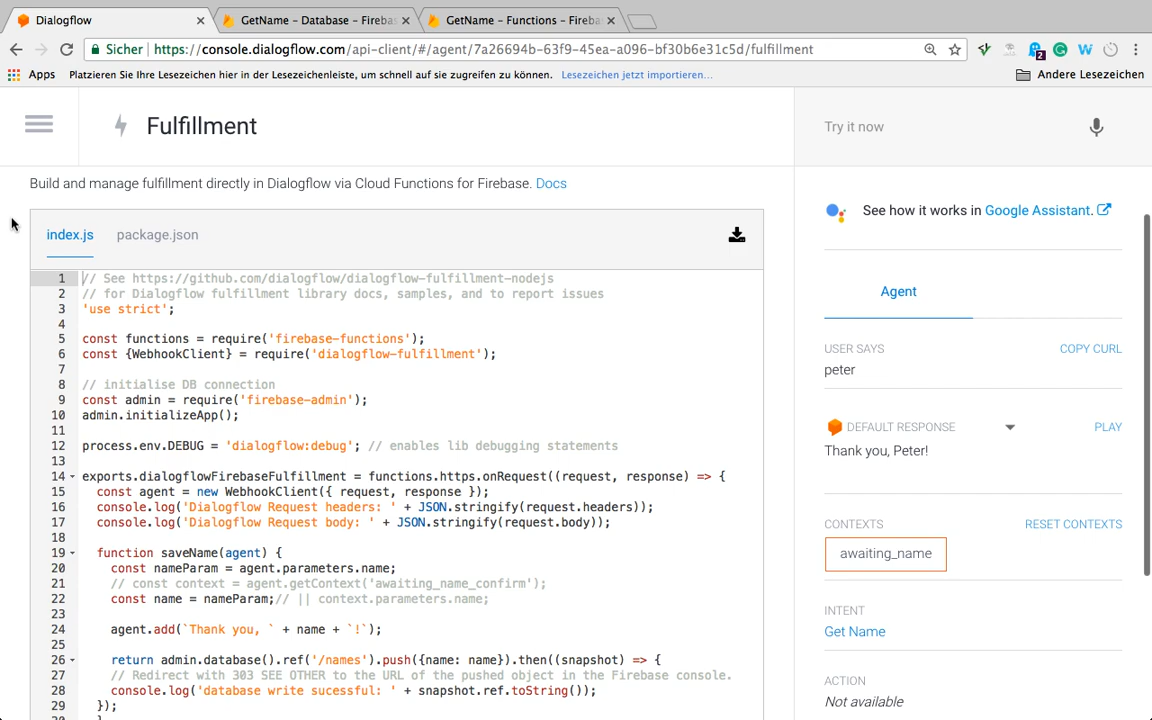 Dialogflow
GetName – Database – Fireba
GetName – Functions – Fireba
Sicher | https://console.dialogflow.com/api-client/#/agent/7a26694b-63f9-45ea-a096-bf30b6e31c5d/fulfillment
2
W
Apps Platzieren Sie Ihre Lesezeichen hier in der Lesezeichenleiste, um schnell auf sie zugreifen zu können. Lesezeichen jetzt importieren... Andere Lesezeichen
Fulfillment
Build and manage fulfillment directly in Dialogflow via Cloud Functions for Firebase. Docs
index.js package.json
1 // See https://github.com/dialogflow/dialogflow-fulfillment-nodejs
2 // for Dialogflow fulfillment library docs, samples, and to report issues
3 'use strict';
4
5 const functions = require('firebase-functions');
6 const {WebhookClient} = require('dialogflow-fulfillment');
7
8 // initialise DB connection
9 const admin = require('firebase-admin');
10 admin.initializeApp();
11
12 process.env.DEBUG = 'dialogflow:debug'; // enables lib debugging statements
13
14 exports.dialogflowFirebaseFulfillment = functions.https.onRequest((request, response) => {
15 const agent = new WebhookClient({ request, response });
16 console.log('Dialogflow Request headers: ' + JSON.stringify(request.headers));
17 console.log('Dialogflow Request body: ' + JSON.stringify(request.body));
18
19 function saveName(agent) {
20 const nameParam = agent.parameters.name;
21 // const context = agent.getContext('awaiting_name_confirm');
22 const name = nameParam;// || context.parameters.name;
23
24 agent.add(`Thank you, ` + name + `!`);
25
26 return admin.database().ref('/names').push({name: name}).then((snapshot) => {
27 // Redirect with 303 SEE OTHER to the URL of the pushed object in the Firebase console.
28 console.log('database write sucessful: ' + snapshot.ref.toString());
29 });
30 }
Try it now
See how it works in Google Assistant.
Agent
USER SAYS COPY CURL
peter
DEFAULT RESPONSE PLAY
Thank you, Peter!
CONTEXTS RESET CONTEXTS
awaiting_name
INTENT
Get Name
ACTION
Not available